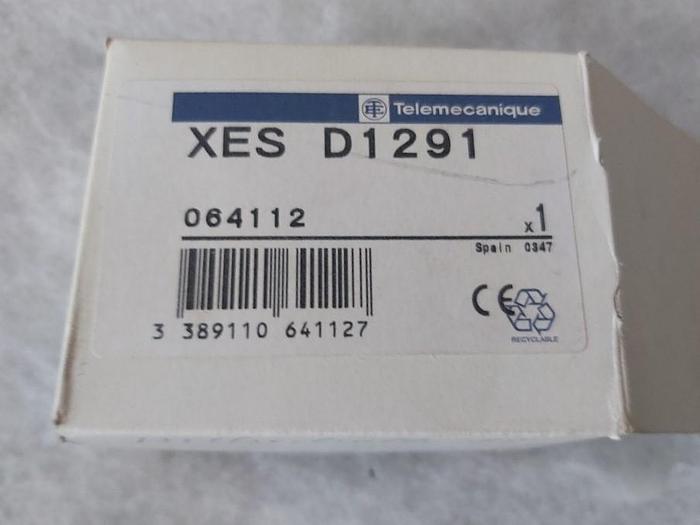 Telemecanique
XES D1291
064112
x1
Spain 0347
3 389110 641127
CE
RECYCLABLE